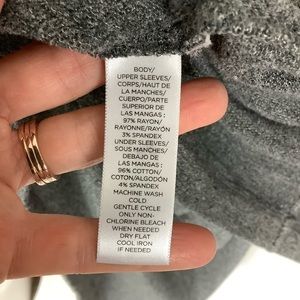 BODY/
UPPER SLEEVES/
CORPS/HAUT DE
LA MANCHES/
CUERPO/PARTE
SUPERIOR DE
LAS MANGAS :
97% RAYON/
RAYONNE/RAYÓN
3% SPANDEX
UNDER SLEEVES/
SOUS MANCHES/
DEBAJO DE
LAS MANGAS :
96% COTTON/
COTON/ALGODÓN
4% SPANDEX
MACHINE WASH
COLD
GENTLE CYCLE
ONLY NON-
CHLORINE BLEACH
WHEN NEEDED
DRY FLAT
COOL IRON
IF NEEDED